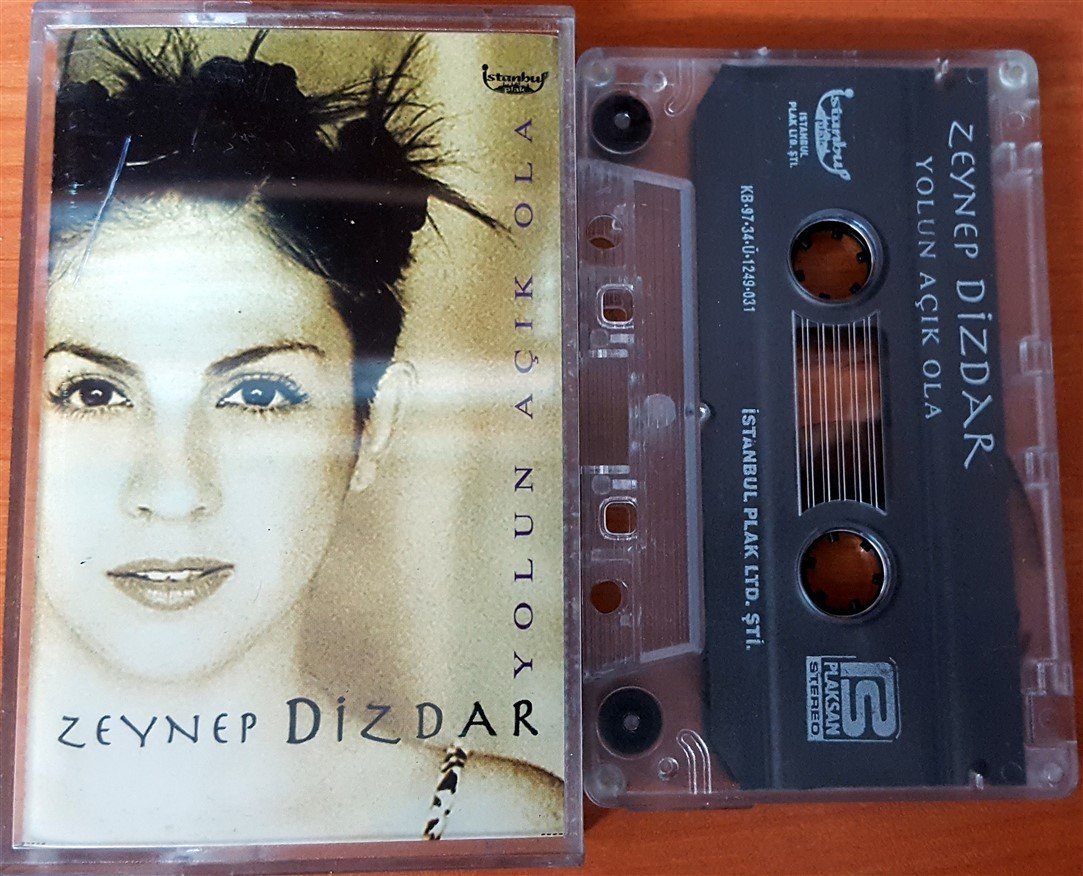 İstanbul
plak
YOLUN AÇIK OLA
ZEYNEP DİZDAR
ZEYNEP DİZDAR
YOLUN AÇIK OLA
İstanbul
plak
İSTANBUL
PLAK LTD. ŞTİ.
KB-97-34-Ü-1249-031
İSTANBUL PLAK LTD. ŞTİ.
PLAKSAN
STEREO